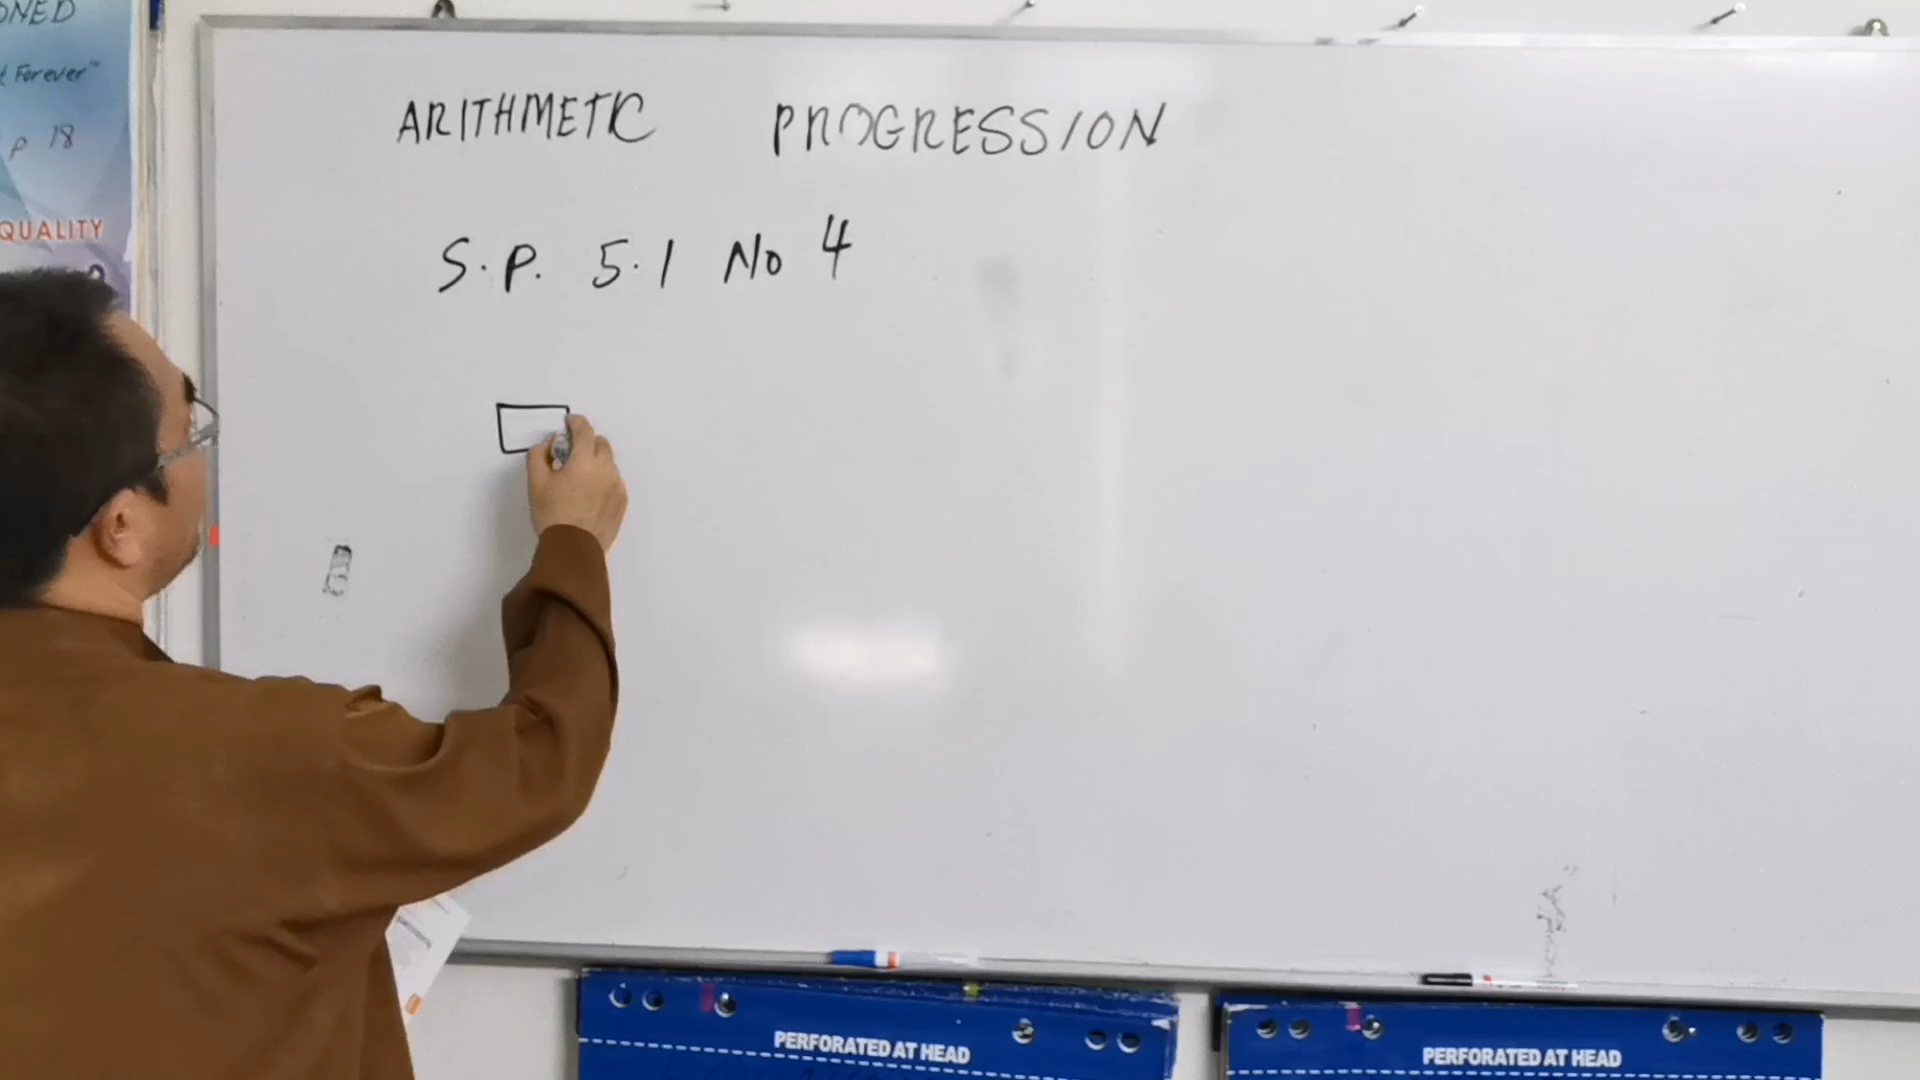 ONED
Forever"
p 18
QUALITY
ARITHMETIC PROGRESSION
S.P. 5.1 No 4
PERFORATED AT HEAD
PERFORATED AT HEAD